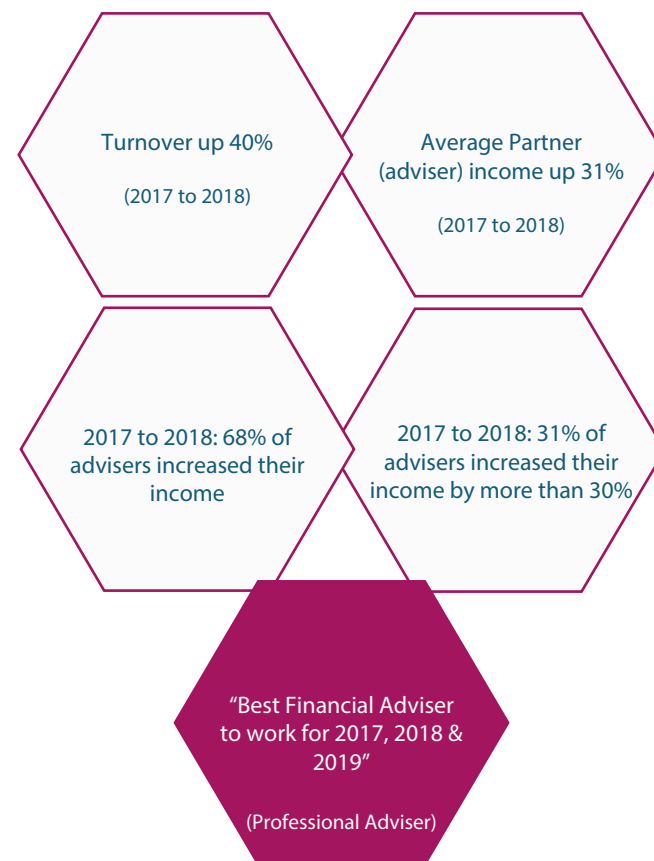 Turnover up 40%
(2017 to 2018)
Average Partner
(adviser) income up 31%
(2017 to 2018)
2017 to 2018: 68% of
advisers increased their
income
2017 to 2018: 31% of
advisers increased their
income by more than 30%
“Best Financial Adviser
to work for 2017, 2018 &
2019”
(Professional Adviser)